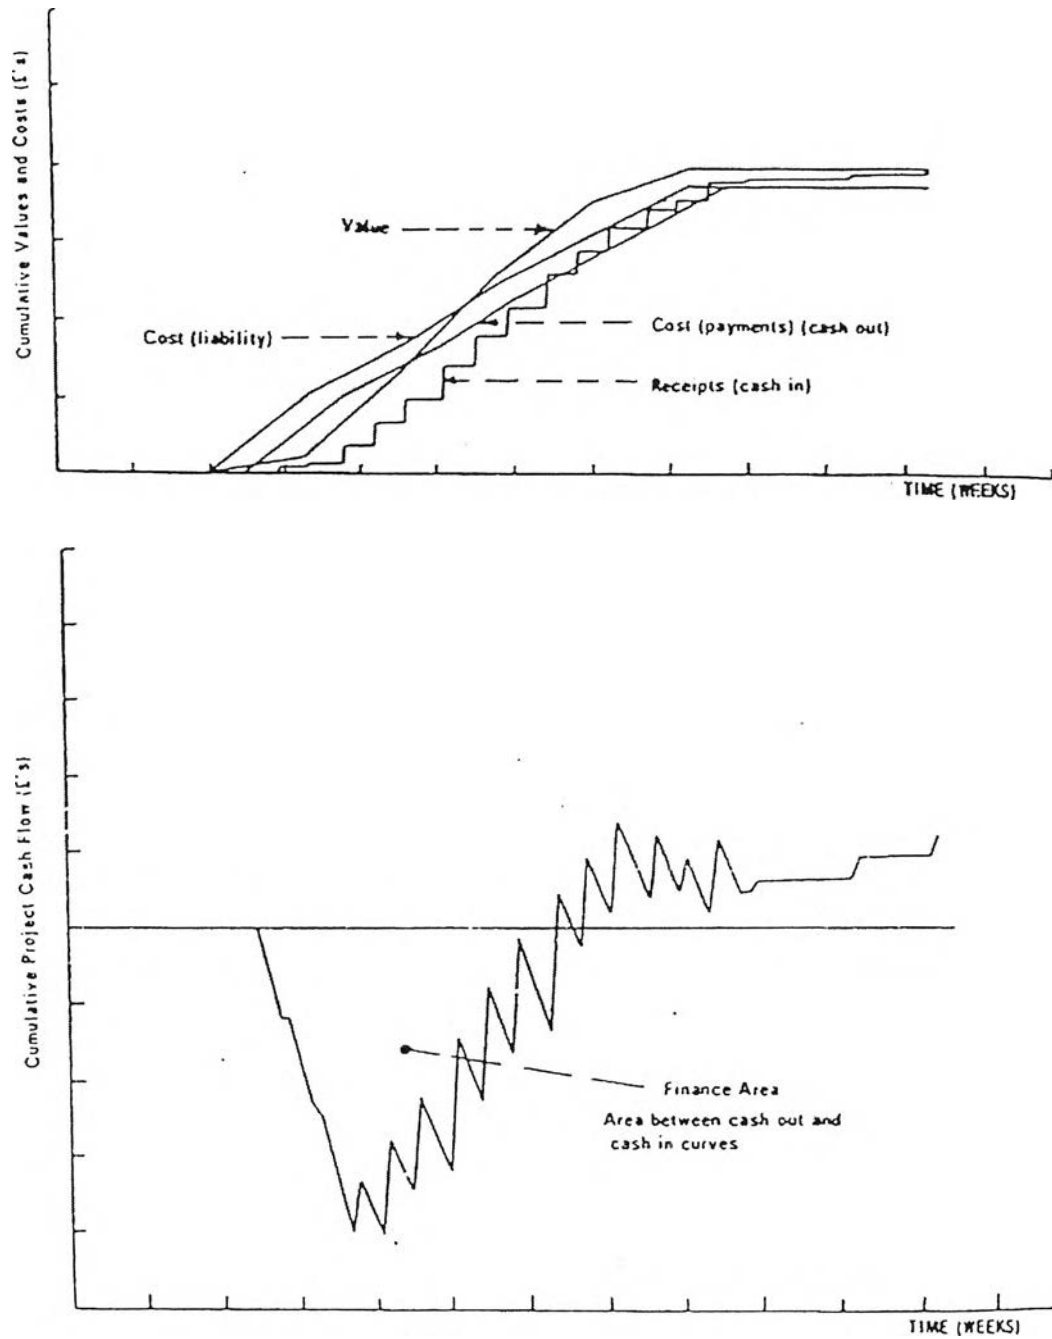 Cumulative Values and Costs (£'s)
Value
Cost (liability)
Cost (payments) (cash out)
Receipts (cash in)
TIME (WEEKS)
Cumulative Project Cash Flow (£'s)
Finance Area
Area between cash out and
cash in curves
TIME (WEEKS)